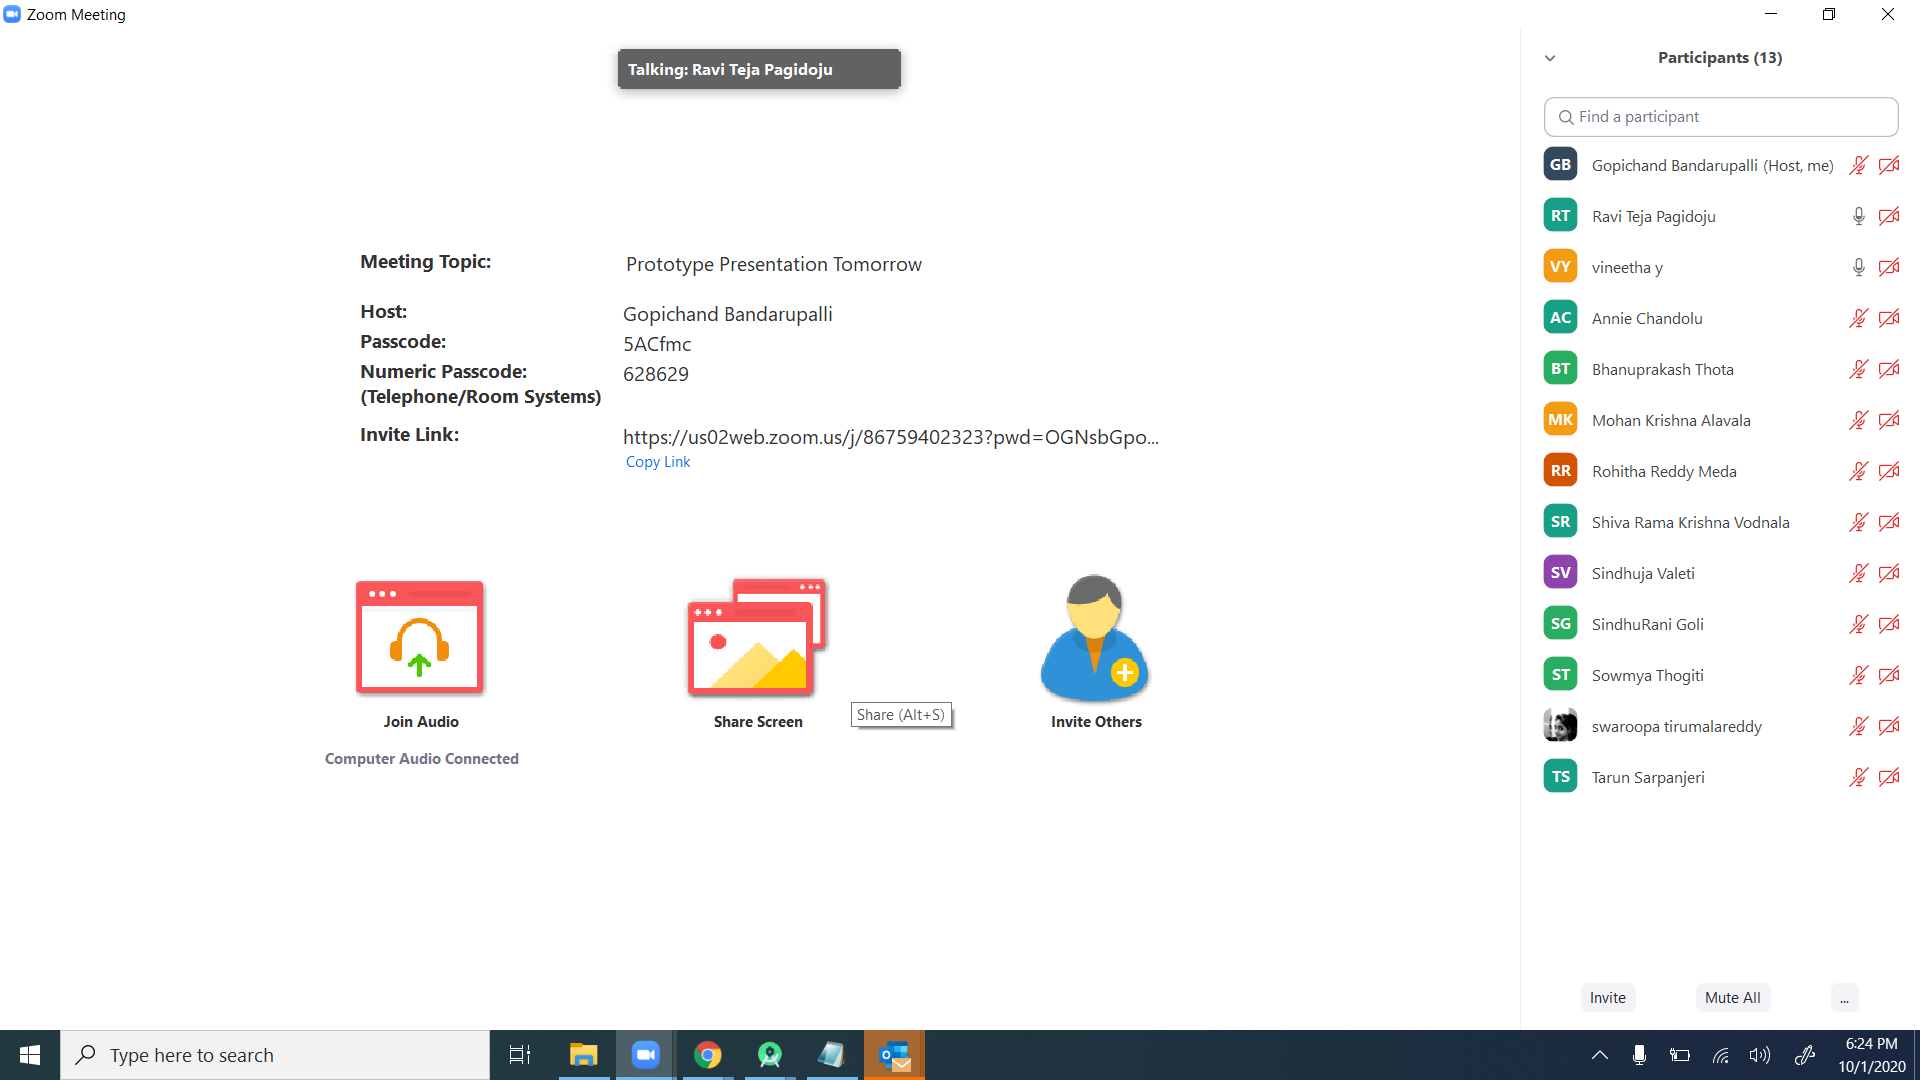 Zoom Meeting
Talking: Ravi Teja Pagidoju
Meeting Topic: Prototype Presentation Tomorrow
Host: Gopichand Bandarupalli
Passcode: 5ACfmc
Numeric Passcode: 628629
(Telephone/Room Systems)
Invite Link: https://us02web.zoom.us/j/86759402323?pwd=OGNsbGpo...
Copy Link
Join Audio
Computer Audio Connected
Share Screen
Share (Alt+S)
Invite Others
Participants (13)
Find a participant
GB Gopichand Bandarupalli (Host, me)
RT Ravi Teja Pagidoju
VY vineetha y
AC Annie Chandolu
BT Bhanuprakash Thota
MK Mohan Krishna Alavala
RR Rohitha Reddy Meda
SR Shiva Rama Krishna Vodnala
SV Sindhuja Valeti
SG SindhuRani Goli
ST Sowmya Thogiti
swaroopa tirumalareddy
TS Tarun Sarpanjeri
Invite Mute All ...
Type here to search
6:24 PM
10/1/2020